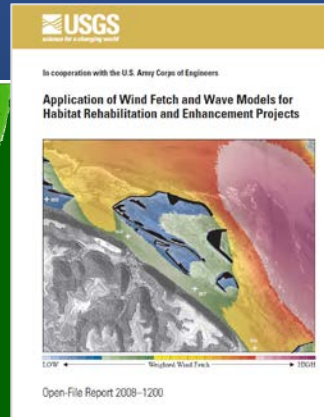 USGS
science for a changing world
In cooperation with the U.S. Army Corps of Engineers
Application of Wind Fetch and Wave Models for
Habitat Rehabilitation and Enhancement Projects
LOW Weighted Wind Fetch HIGH
Open-File Report 2008–1200